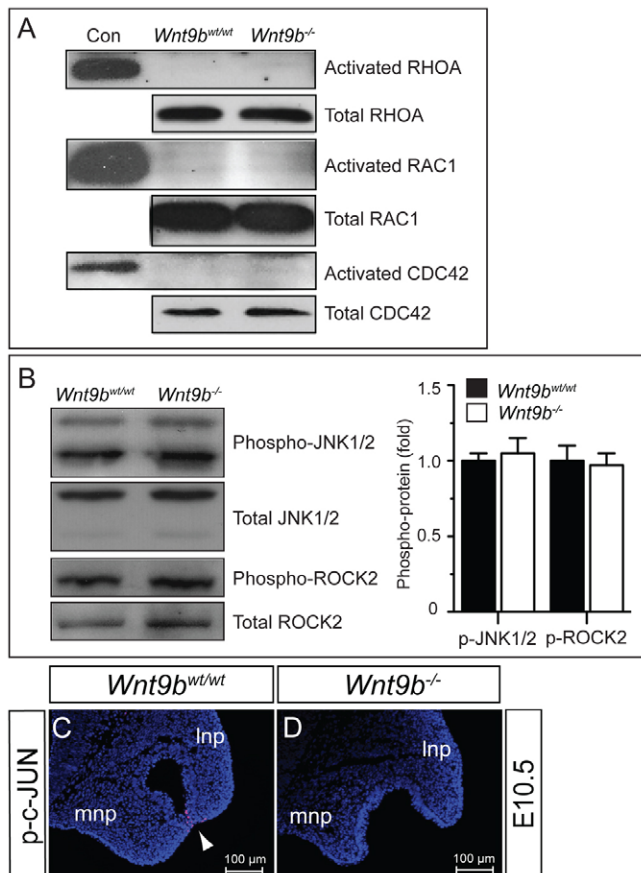 A
Con Wnt9b^wt/wt Wnt9b^-/-
Activated RHOA
Total RHOA
Activated RAC1
Total RAC1
Activated CDC42
Total CDC42
B
Wnt9b^wt/wt Wnt9b^-/-
Phospho-JNK1/2
Total JNK1/2
Phospho-ROCK2
Total ROCK2
Phospho-protein (fold)
1.5
1.0
0.5
0
Wnt9b^wt/wt
Wnt9b^-/-
p-JNK1/2 p-ROCK2
Wnt9b^wt/wt Wnt9b^-/-
p-c-JUN
C
lnp
mnp
100 µm
D
lnp
mnp
100 µm
E10.5